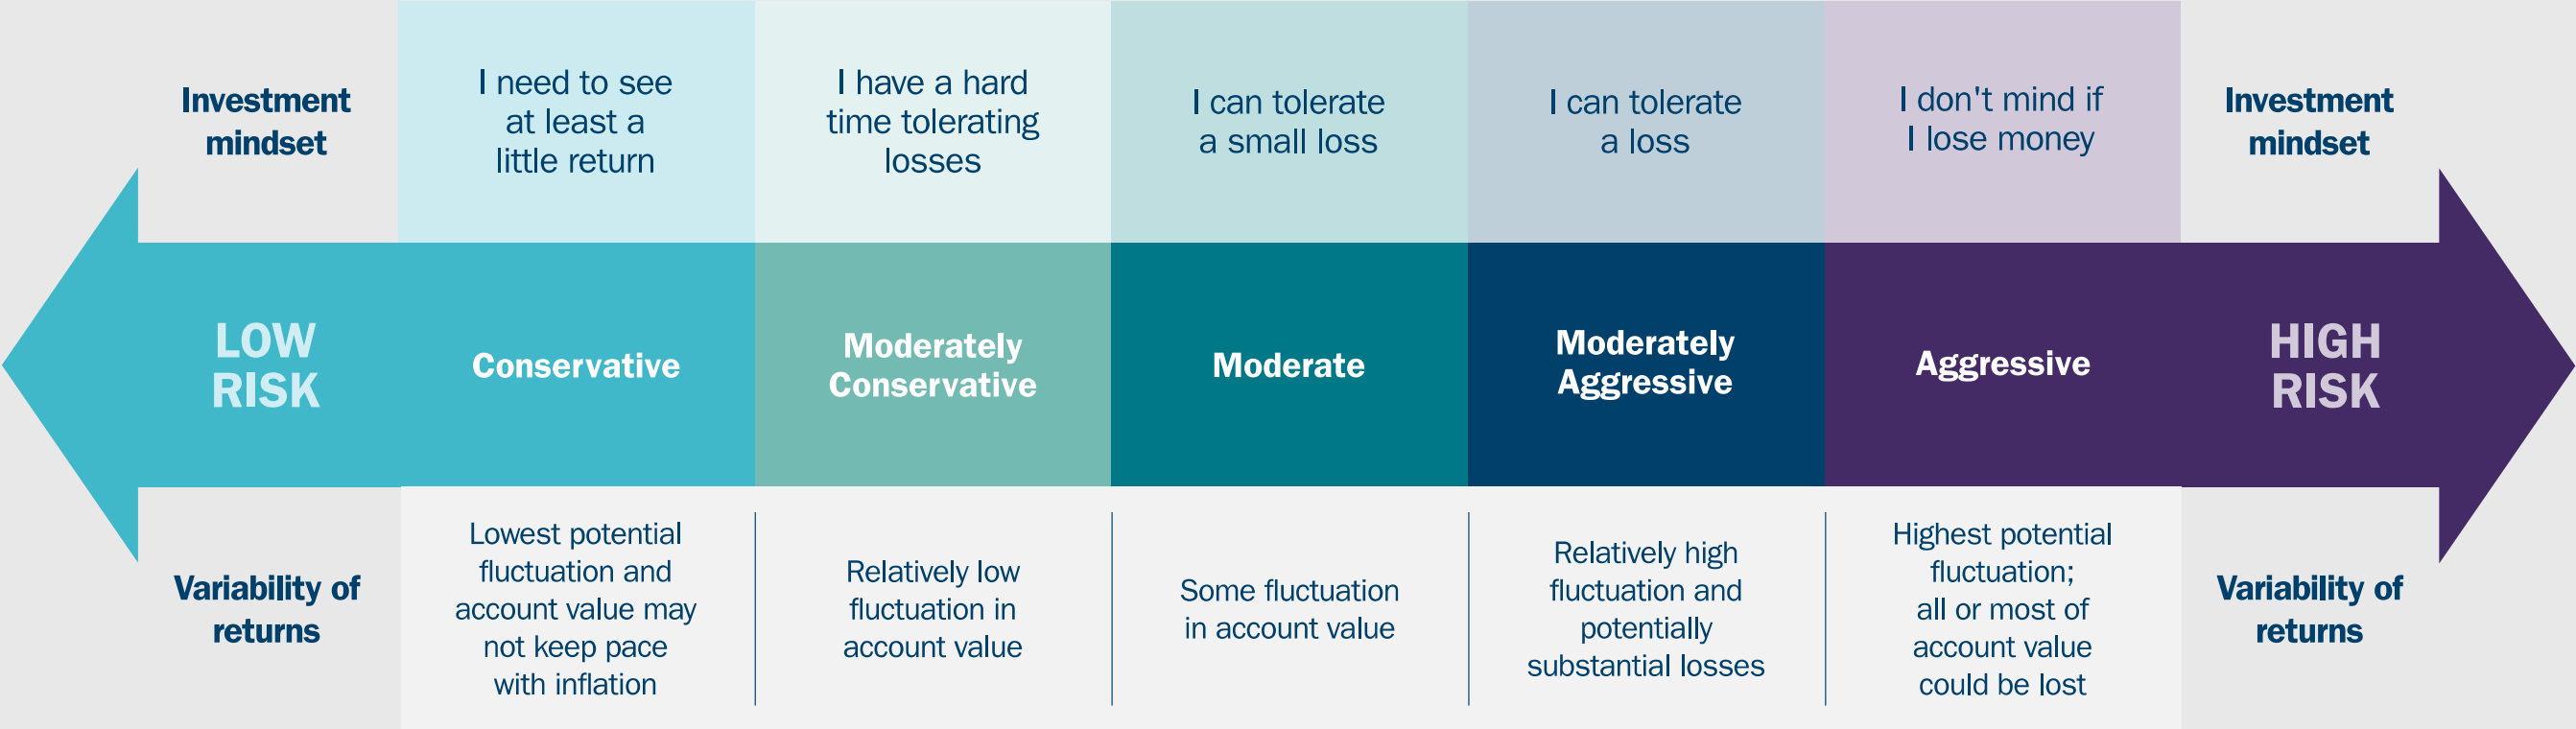 Investment
mindset
I need to see
at least a
little return
I have a hard
time tolerating
losses
I can tolerate
a small loss
I can tolerate
a loss
I don't mind if
I lose money
Investment
mindset
LOW
RISK
Conservative
Moderately
Conservative
Moderate
Moderately
Aggressive
Aggressive
HIGH
RISK
Variability of
returns
Lowest potential
fluctuation and
account value may
not keep pace
with inflation
Relatively low
fluctuation in
account value
Some fluctuation
in account value
Relatively high
fluctuation and
potentially
substantial losses
Highest potential
fluctuation;
all or most of
account value
could be lost
Variability of
returns